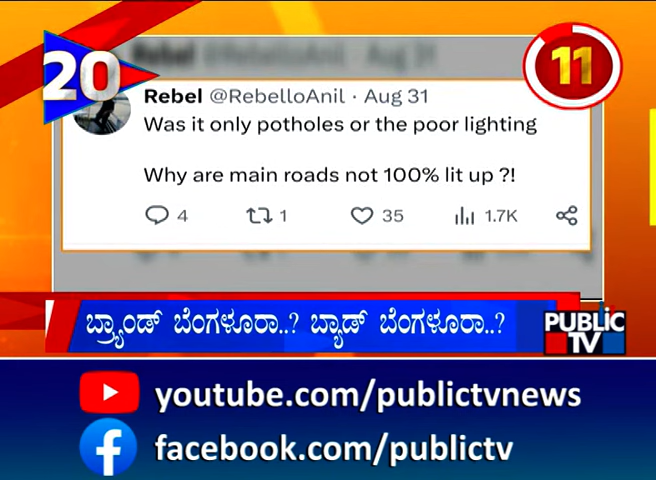 20
11
Rebel @RebelloAnil · Aug 31
Was it only potholes or the poor lighting
Why are main roads not 100% lit up ?!
4 1 35 1.7K
ಬ್ರ್ಯಾಂಡ್ ಬೆಂಗಳೂರಾ..? ಬ್ಯಾಡ್ ಬೆಂಗಳೂರಾ..?
PUBLiC
TV
youtube.com/publictvnews
facebook.com/publictv